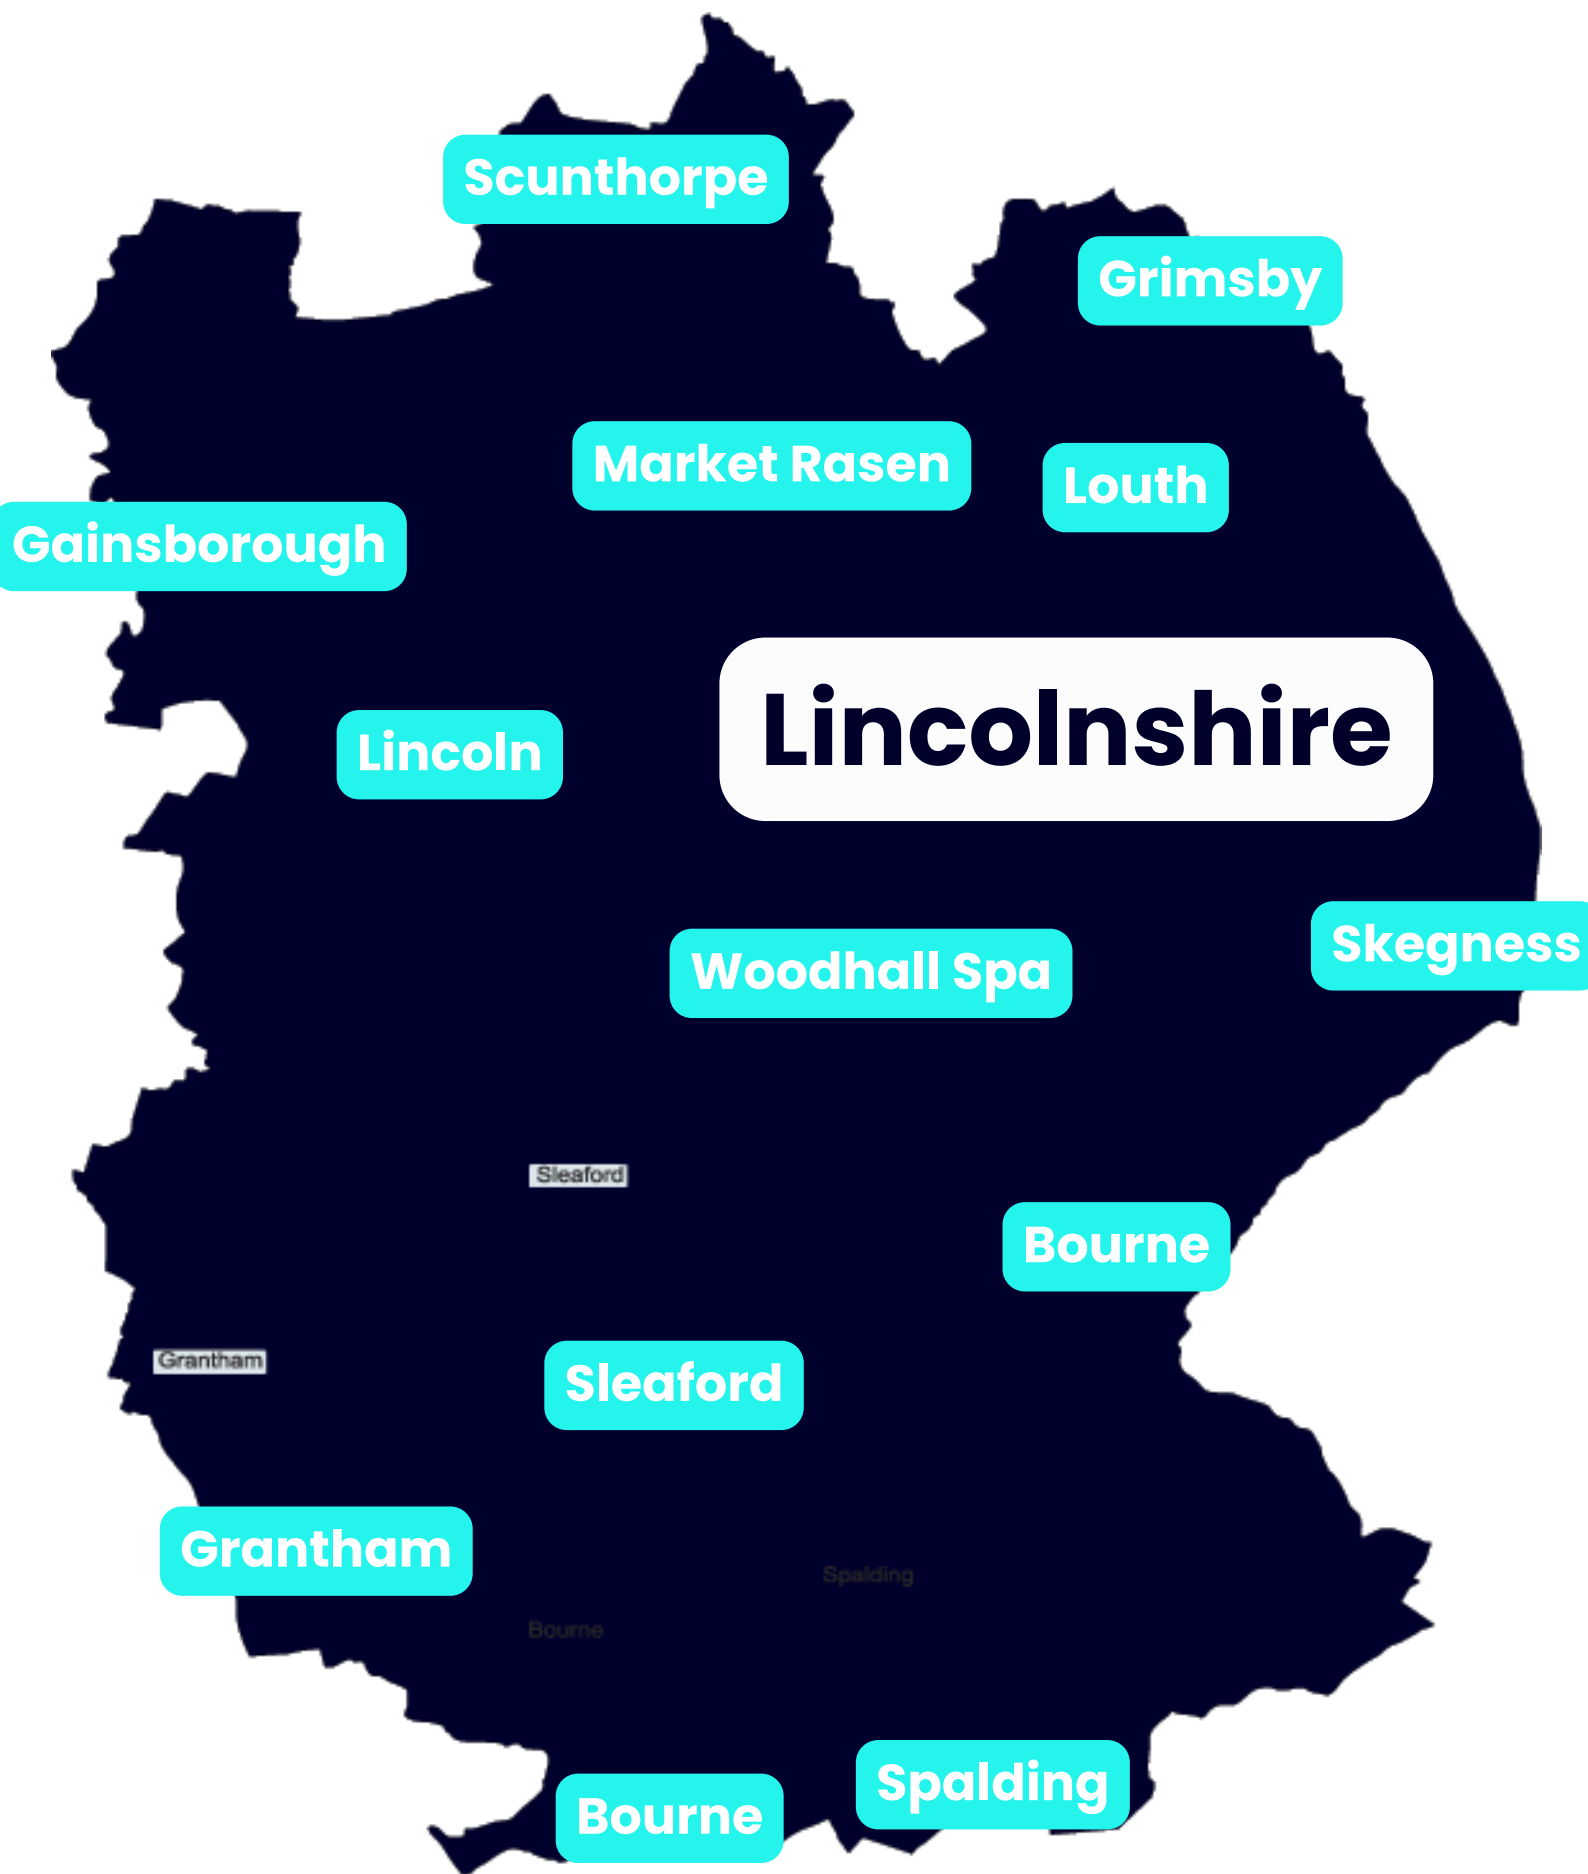 Scunthorpe
Grimsby
Market Rasen
Louth
Gainsborough
Lincolnshire
Lincoln
Skegness
Woodhall Spa
Sleaford
Bourne
Grantham
Sleaford
Grantham
Spalding
Bourne
Spalding
Bourne